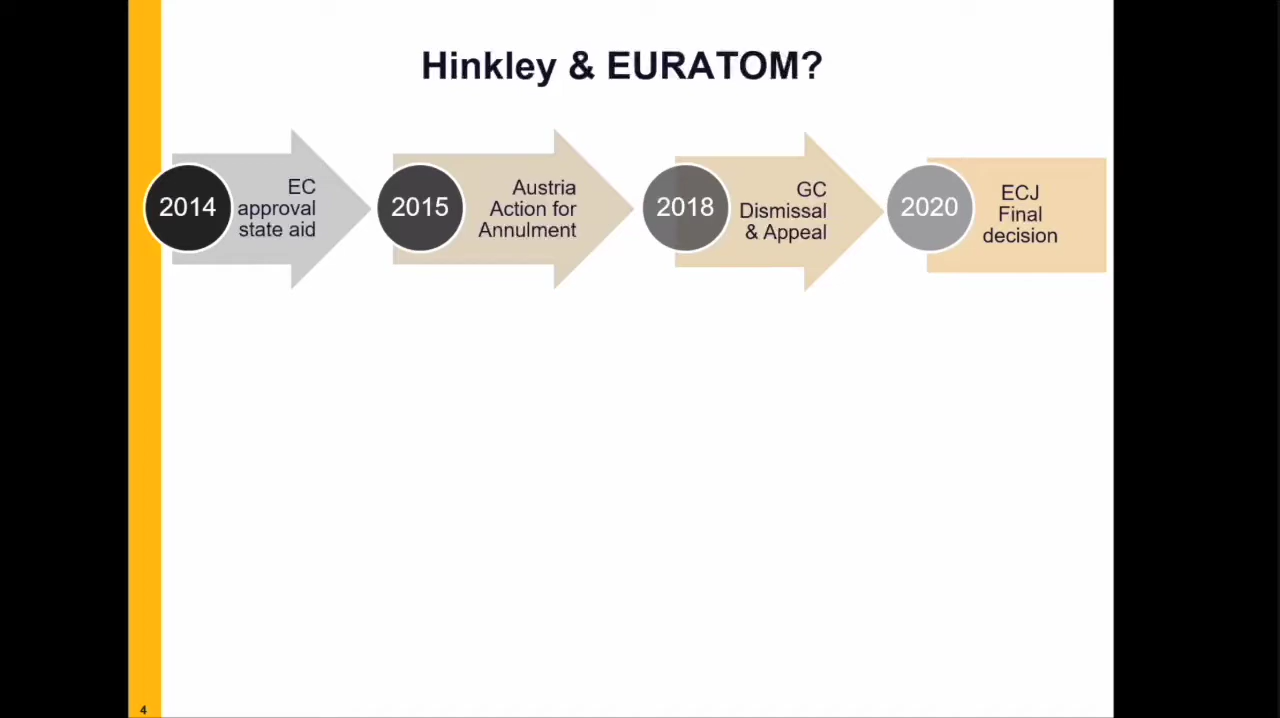 Hinkley & EURATOM?
2014
EC
approval
state aid
2015
Austria
Action for
Annulment
2018
GC
Dismissal
& Appeal
2020
ECJ
Final
decision
4